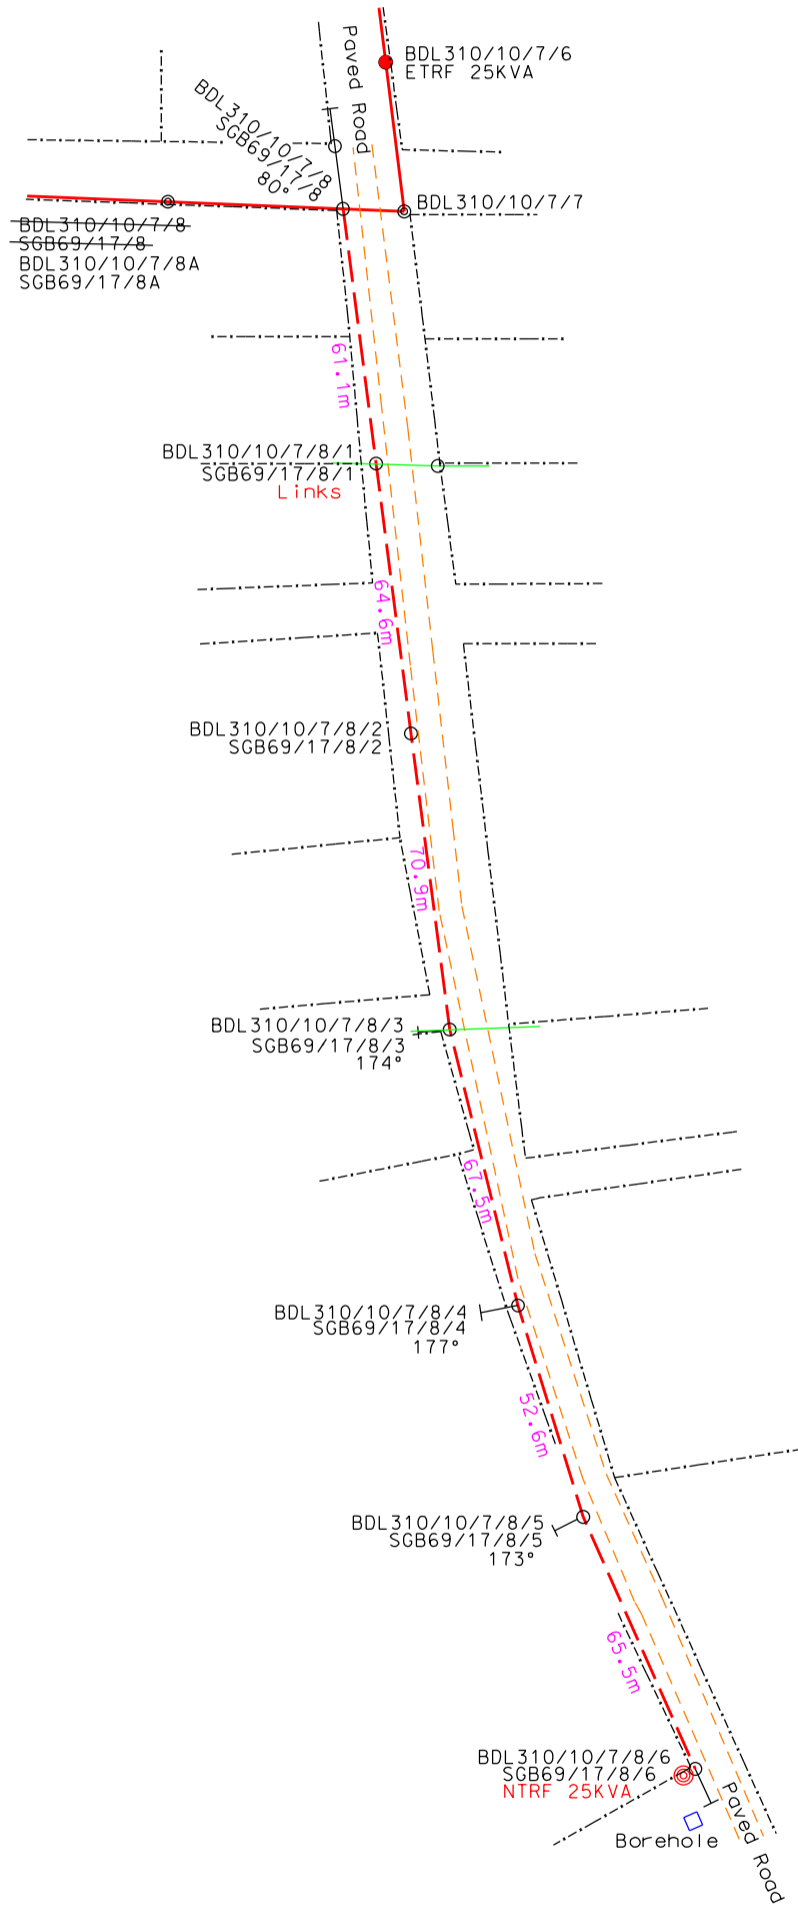 Paved Road
BDL310/10/7/6
ETRF 25KVA
BDL310/10/7/8
SGB69/17/8
80°
BDL310/10/7/7
BDL310/10/7/8
SGB69/17/8
BDL310/10/7/8A
SGB69/17/8A
61.1m
BDL310/10/7/8/1
SGB69/17/8/1
Links
64.6m
BDL310/10/7/8/2
SGB69/17/8/2
70.9m
BDL310/10/7/8/3
SGB69/17/8/3
174°
67.5m
BDL310/10/7/8/4
SGB69/17/8/4
177°
52.6m
BDL310/10/7/8/5
SGB69/17/8/5
173°
65.5m
BDL310/10/7/8/6
SGB69/17/8/6
NTRF 25KVA
Borehole
Paved Road